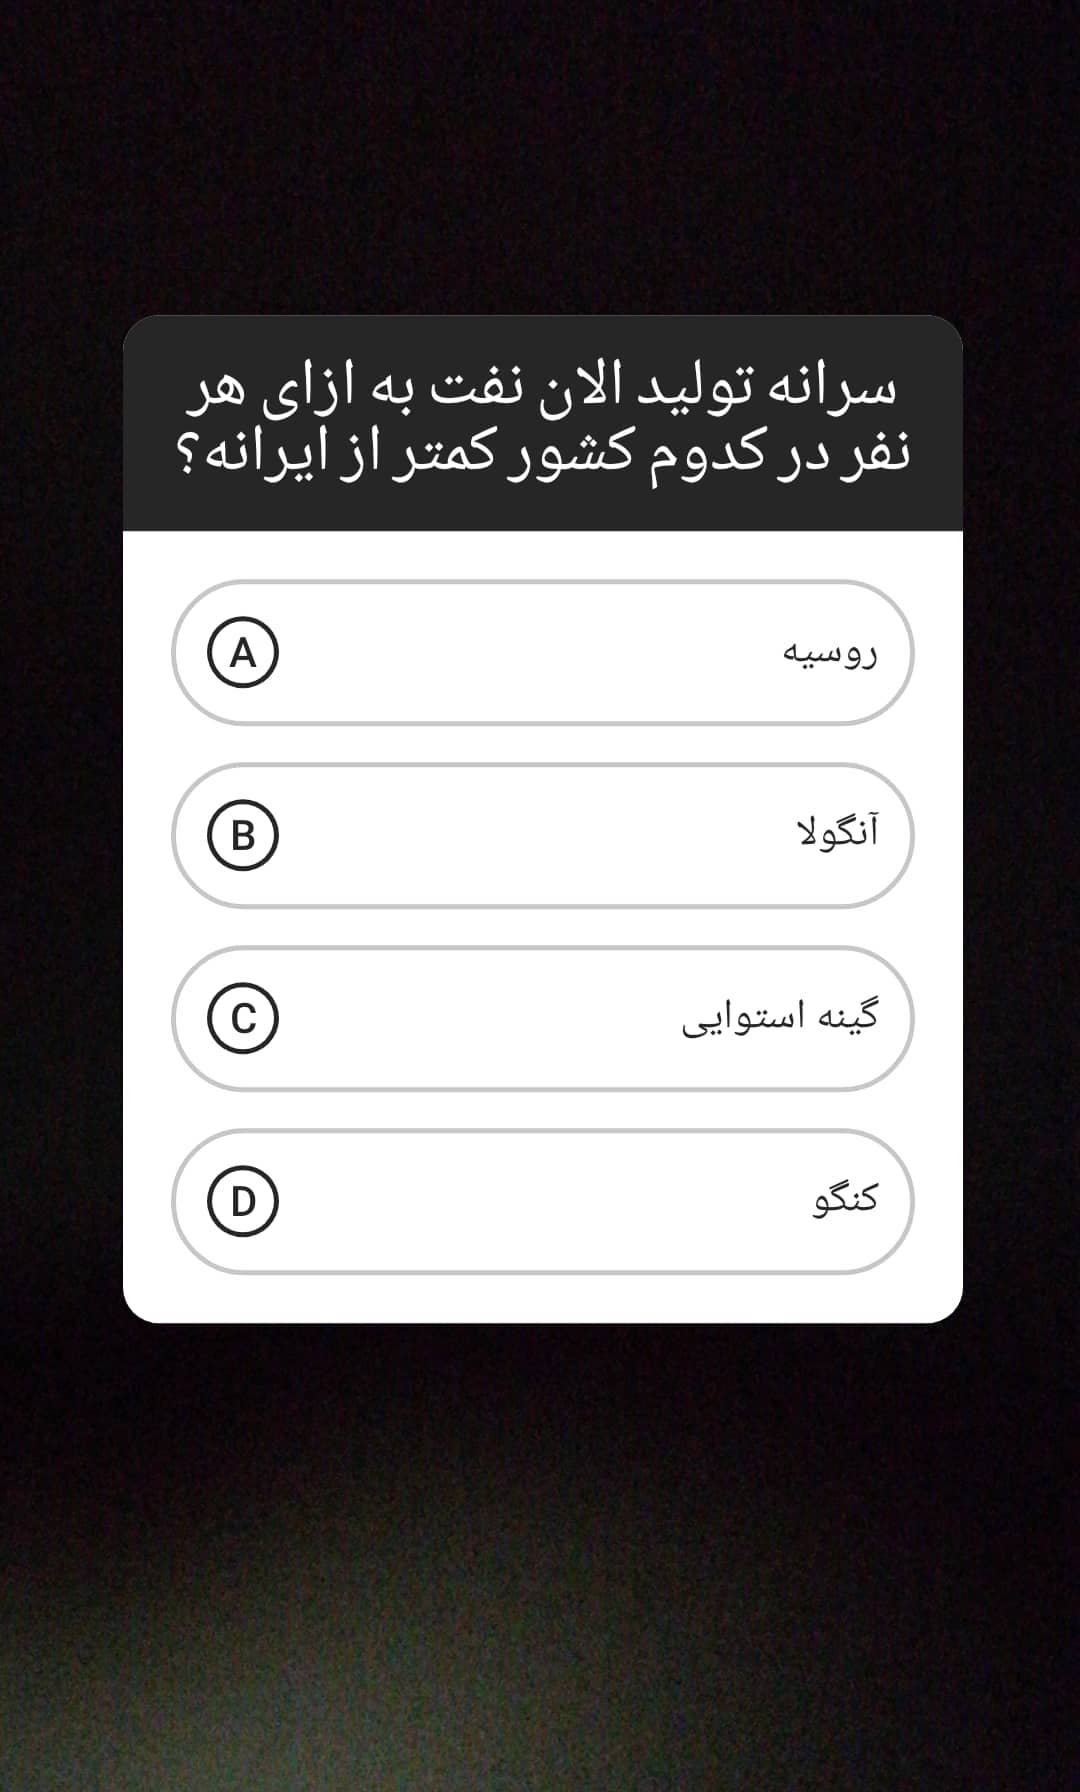 سرانه تولید الان نفت به ازای هر
نفر در کدوم کشور کمتر از ایرانه؟
A روسیه
B آنگولا
C گینه استوایی
D کنگو